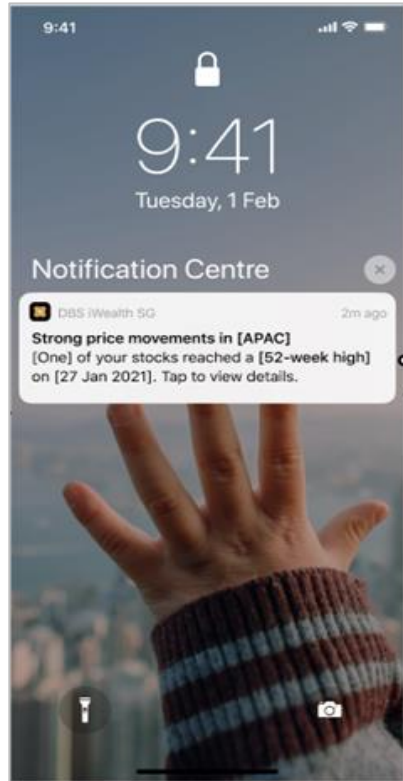 9:41
9:41
Tuesday, 1 Feb
Notification Centre
DBS iWealth SG 2m ago
Strong price movements in [APAC]
[One] of your stocks reached a [52-week high]
on [27 Jan 2021]. Tap to view details.